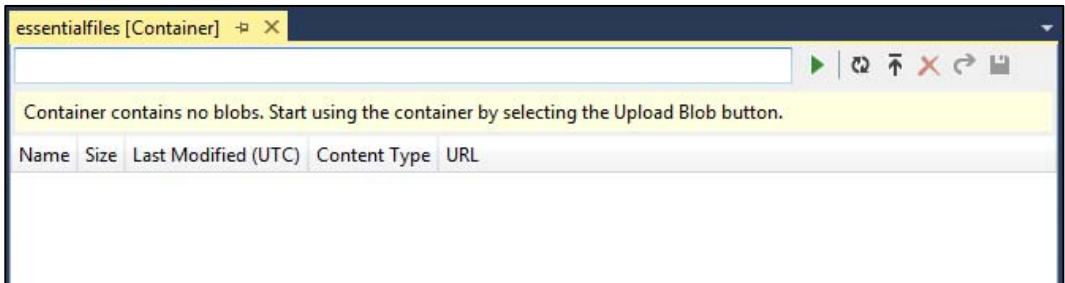 essentialfiles [Container]
Container contains no blobs. Start using the container by selecting the Upload Blob button.
Name Size Last Modified (UTC) Content Type URL